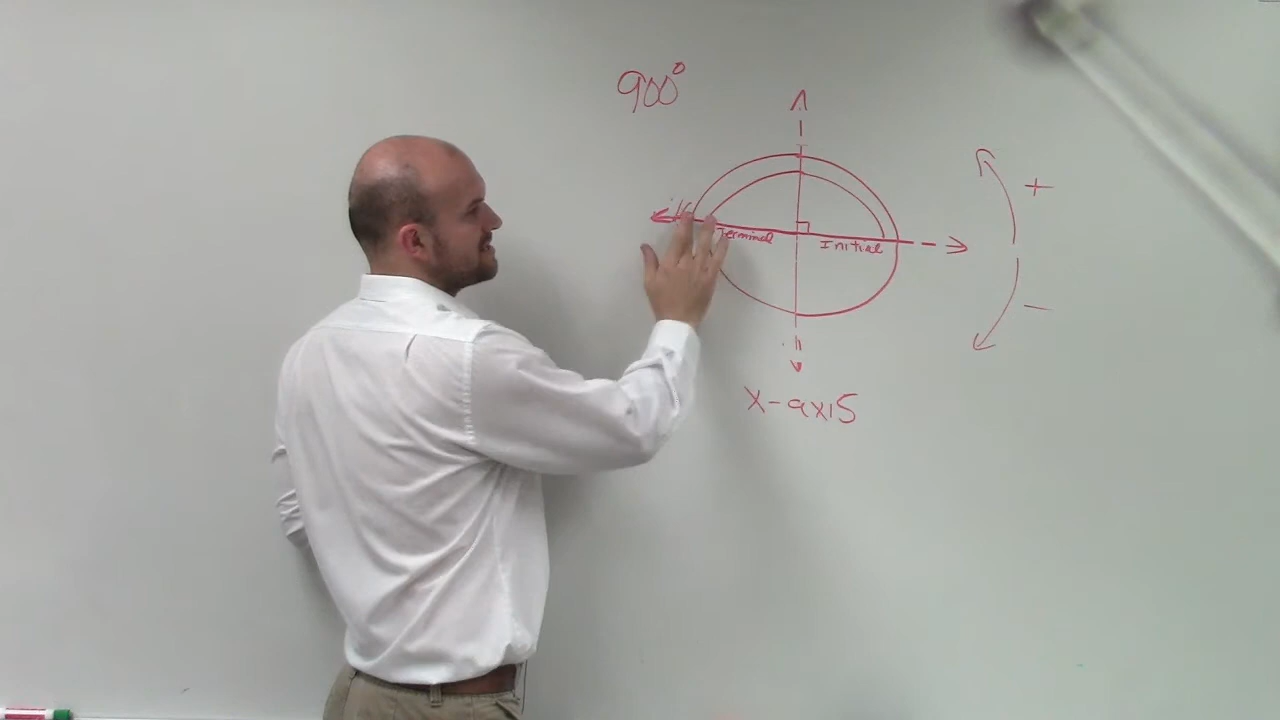 900°
+
Terminal Initial
−
x-axis